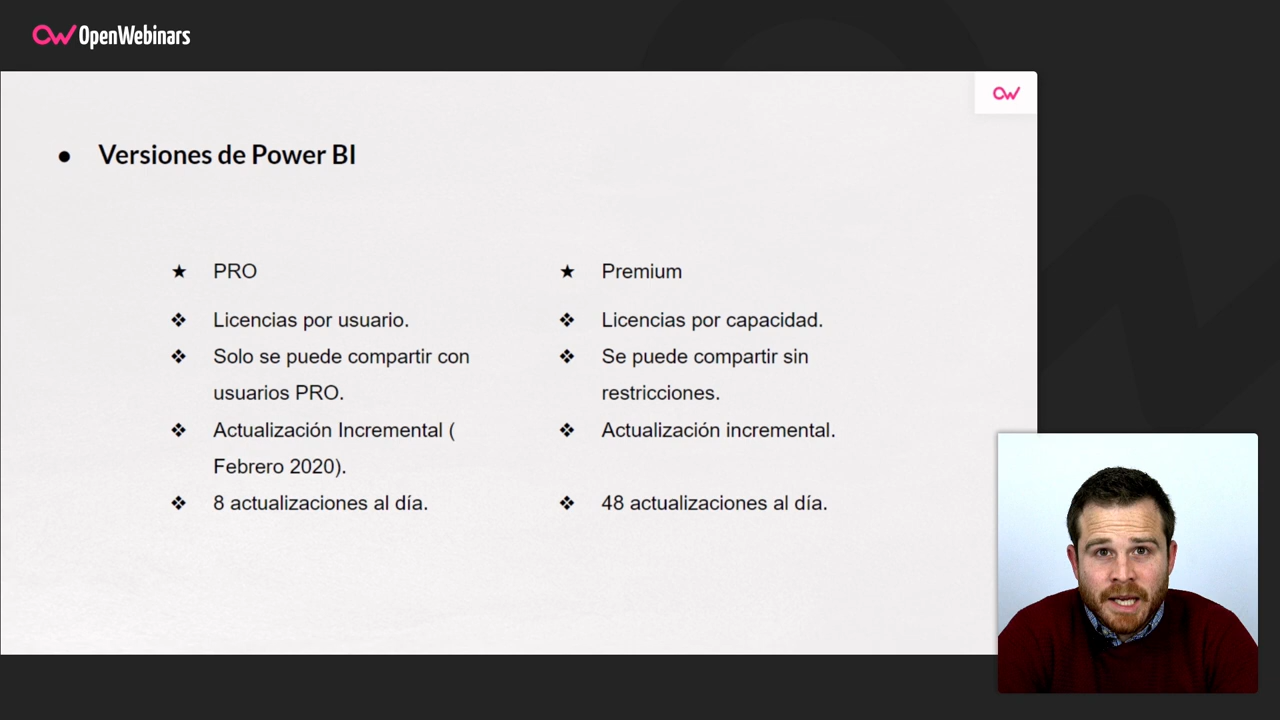 OpenWebinars
Versiones de Power BI
PRO
Licencias por usuario.
Solo se puede compartir con
usuarios PRO.
Actualización Incremental (
Febrero 2020).
8 actualizaciones al día.
Premium
Licencias por capacidad.
Se puede compartir sin
restricciones.
Actualización incremental.
48 actualizaciones al día.